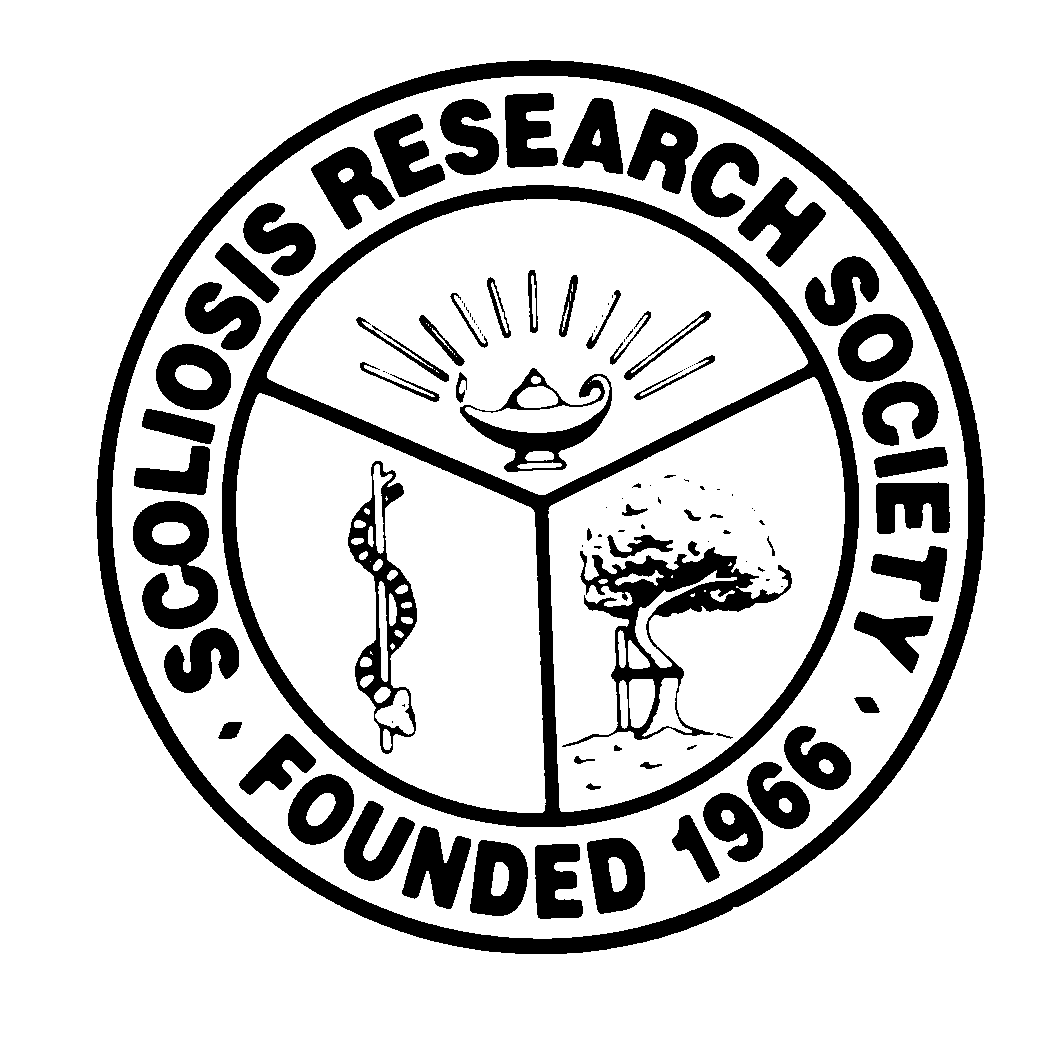 SCOLIOSIS RESEARCH SOCIETY
· FOUNDED 1966 ·